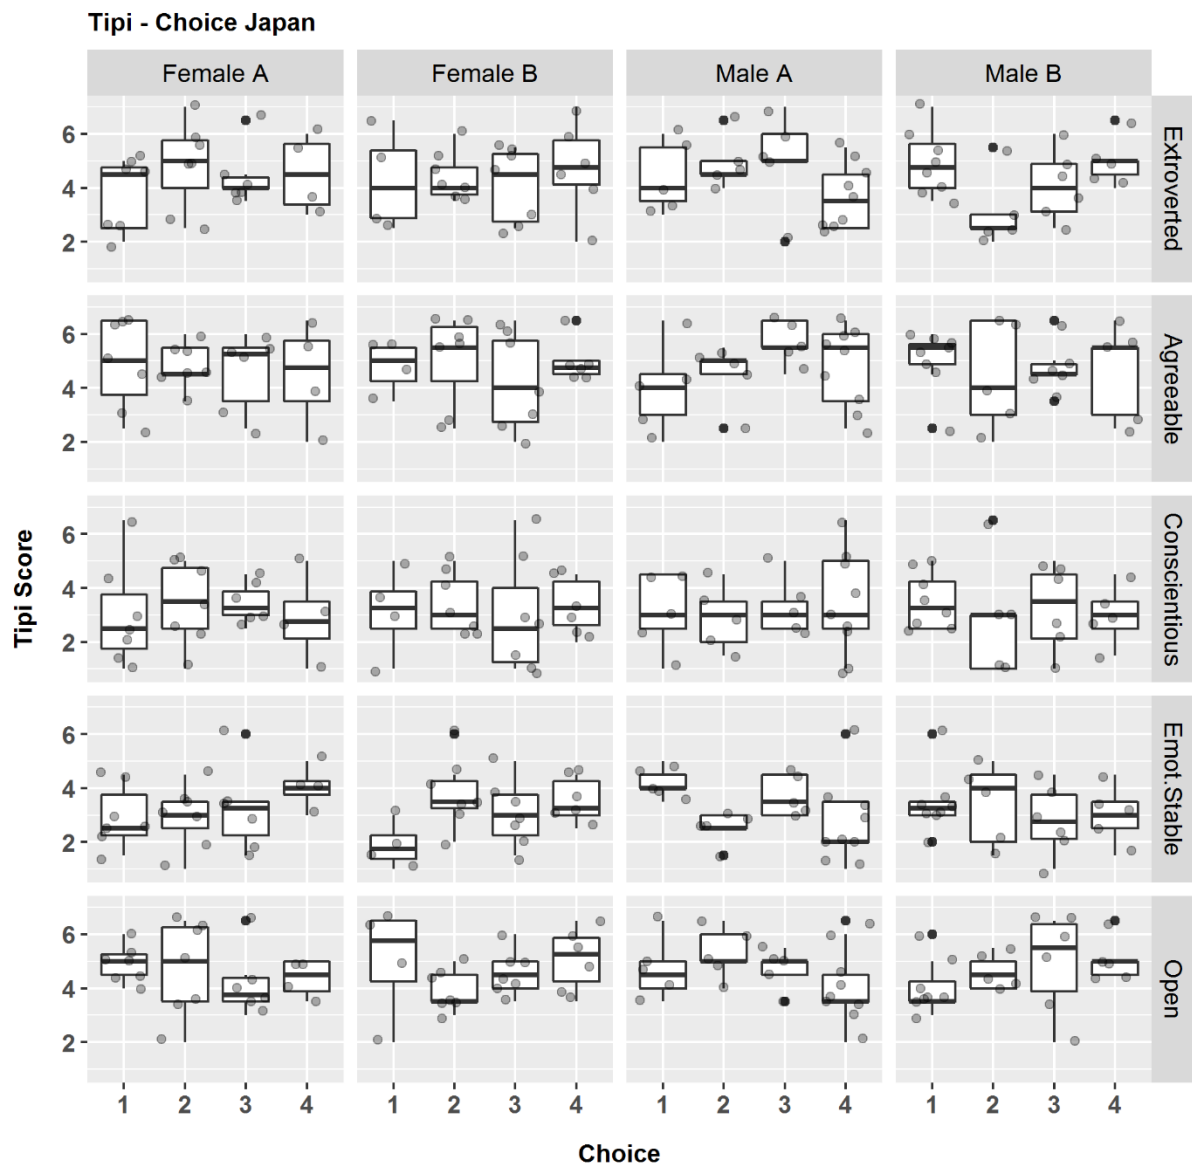 Tipi - Choice Japan
Female A Female B Male A Male B
6
4
2
Extroverted
6
4
2
Agreeable
6
4
2
Conscientious
6
4
2
Emot.Stable
6
4
2
Open
Tipi Score
1 2 3 4 1 2 3 4 1 2 3 4 1 2 3 4
Choice